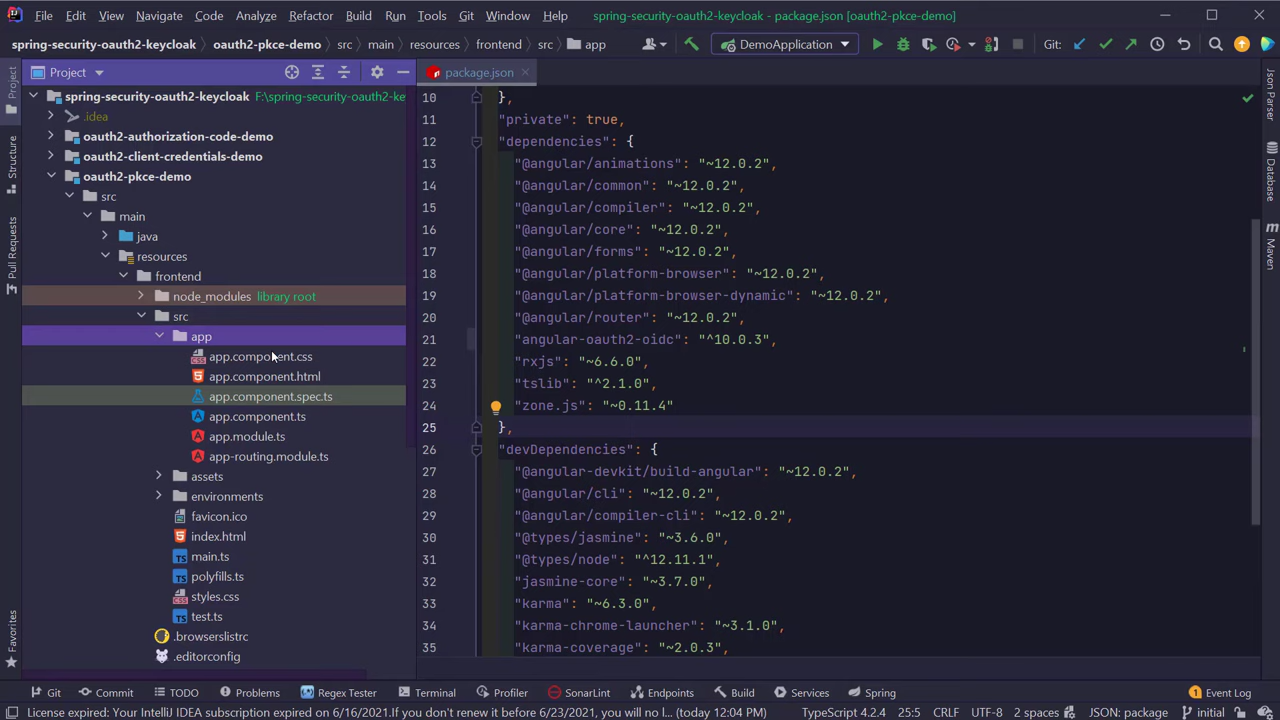 File Edit View Navigate Code Analyze Refactor Build Run Tools Git Window Help spring-security-oauth2-keycloak - package.json [oauth2-pkce-demo]
spring-security-oauth2-keycloak oauth2-pkce-demo src main resources frontend src app DemoApplication Git:
Project
package.json
spring-security-oauth2-keycloak F:\spring-security-oauth2-ke
.idea
oauth2-authorization-code-demo
oauth2-client-credentials-demo
oauth2-pkce-demo
src
main
java
resources
frontend
node_modules library root
src
app
app.component.css
app.component.html
app.component.spec.ts
app.component.ts
app.module.ts
app-routing.module.ts
assets
environments
favicon.ico
index.html
main.ts
polyfills.ts
styles.css
test.ts
.browserslistrc
.editorconfig
10 },
11 "private": true,
12 "dependencies": {
13 "@angular/animations": "~12.0.2",
14 "@angular/common": "~12.0.2",
15 "@angular/compiler": "~12.0.2",
16 "@angular/core": "~12.0.2",
17 "@angular/forms": "~12.0.2",
18 "@angular/platform-browser": "~12.0.2",
19 "@angular/platform-browser-dynamic": "~12.0.2",
20 "@angular/router": "~12.0.2",
21 "angular-oauth2-oidc": "^10.0.3",
22 "rxjs": "~6.6.0",
23 "tslib": "^2.1.0",
24 "zone.js": "~0.11.4"
25 },
26 "devDependencies": {
27 "@angular-devkit/build-angular": "~12.0.2",
28 "@angular/cli": "~12.0.2",
29 "@angular/compiler-cli": "~12.0.2",
30 "@types/jasmine": "~3.6.0",
31 "@types/node": "^12.11.1",
32 "jasmine-core": "~3.7.0",
33 "karma": "~6.3.0",
34 "karma-chrome-launcher": "~3.1.0",
35 "karma-coverage": "~2.0.3",
Project
Structure
Pull Requests
Favorites
Json Parser
Database
Maven
Git Commit TODO Problems Regex Tester Terminal Profiler SonarLint Endpoints Build Services Spring 1 Event Log
License expired: Your IntelliJ IDEA subscription expired on 6/16/2021.If you don't renew it before 6/23/2021, you will no l... (today 12:04 PM) TypeScript 4.2.4 25:5 CRLF UTF-8 2 spaces JSON: package initial